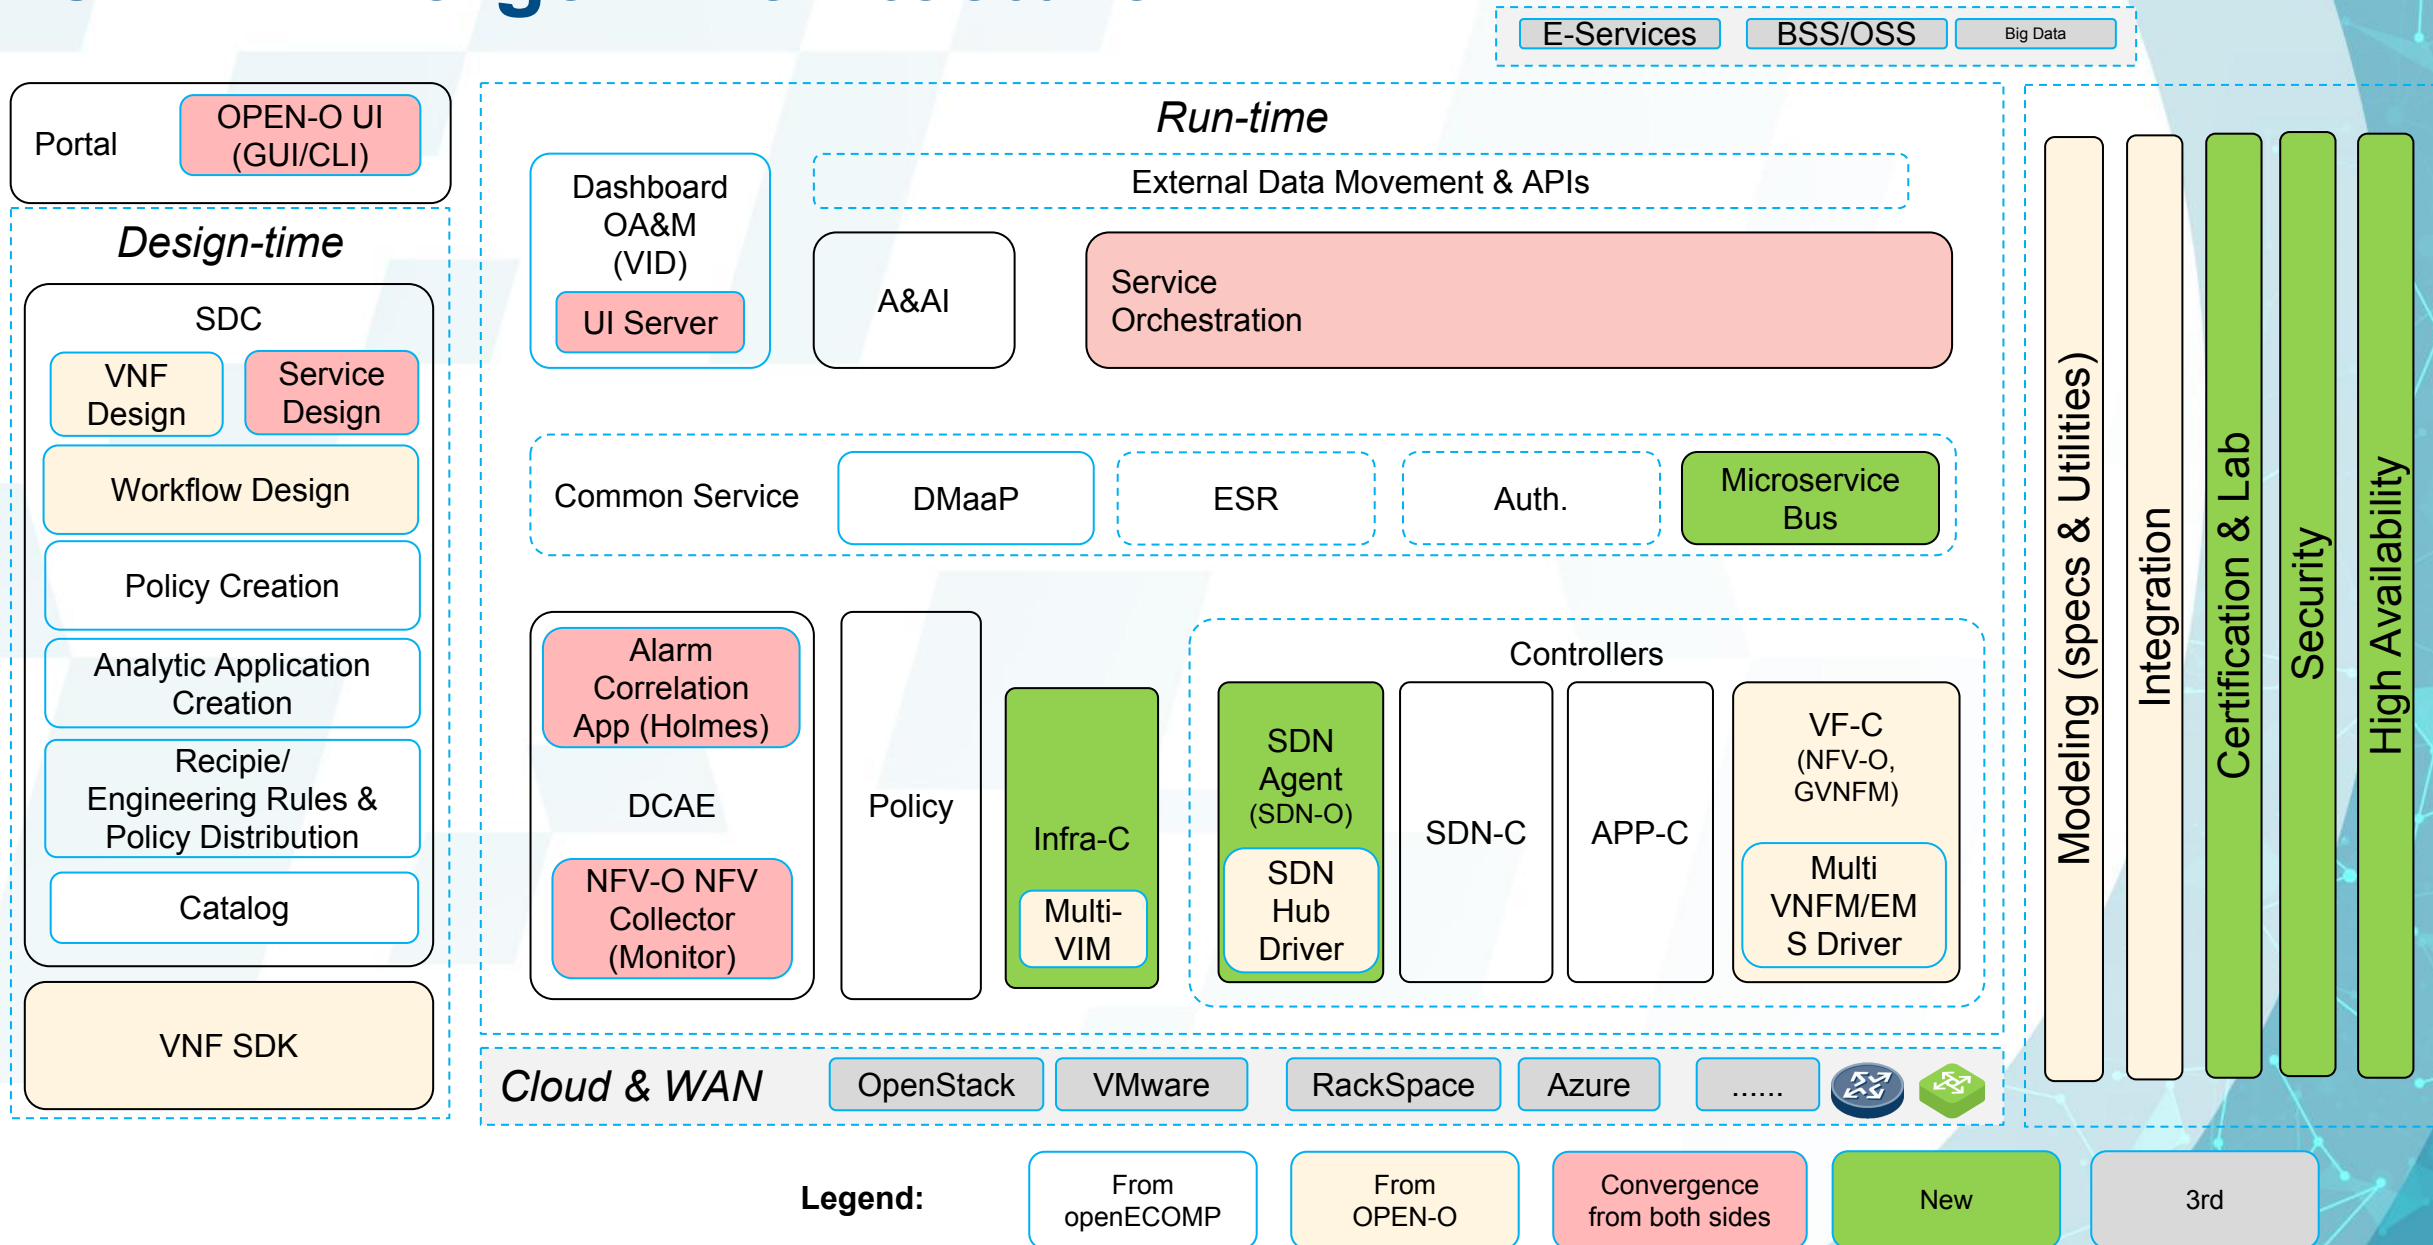 E-Services
BSS/OSS
Big Data
Portal
OPEN-O UI
(GUI/CLI)
Design-time
SDC
VNF
Design
Service
Design
Workflow Design
Policy Creation
Analytic Application
Creation
Recipie/
Engineering Rules &
Policy Distribution
Catalog
VNF SDK
Run-time
Dashboard
OA&M
(VID)
UI Server
External Data Movement & APIs
A&AI
Service
Orchestration
Common Service
DMaaP
ESR
Auth.
Microservice
Bus
Alarm
Correlation
App (Holmes)
DCAE
NFV-O NFV
Collector
(Monitor)
Policy
Infra-C
Multi-
VIM
Controllers
SDN
Agent
(SDN-O)
SDN
Hub
Driver
SDN-C
APP-C
VF-C
(NFV-O,
GVNFM)
Multi
VNFM/EM
S Driver
Cloud & WAN
OpenStack
VMware
RackSpace
Azure
......
Modeling (specs & Utilities)
Integration
Certification & Lab
Security
High Availability
Legend:
From
openECOMP
From
OPEN-O
Convergence
from both sides
New
3rd